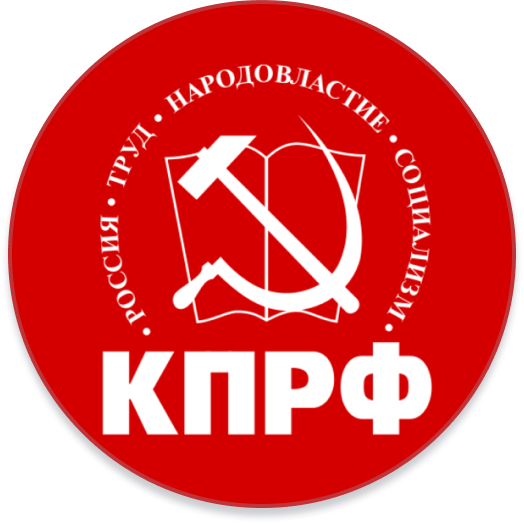 • РОССИЯ • ТРУД • НАРОДОВЛАСТИЕ • СОЦИАЛИЗМ •
КПРФ